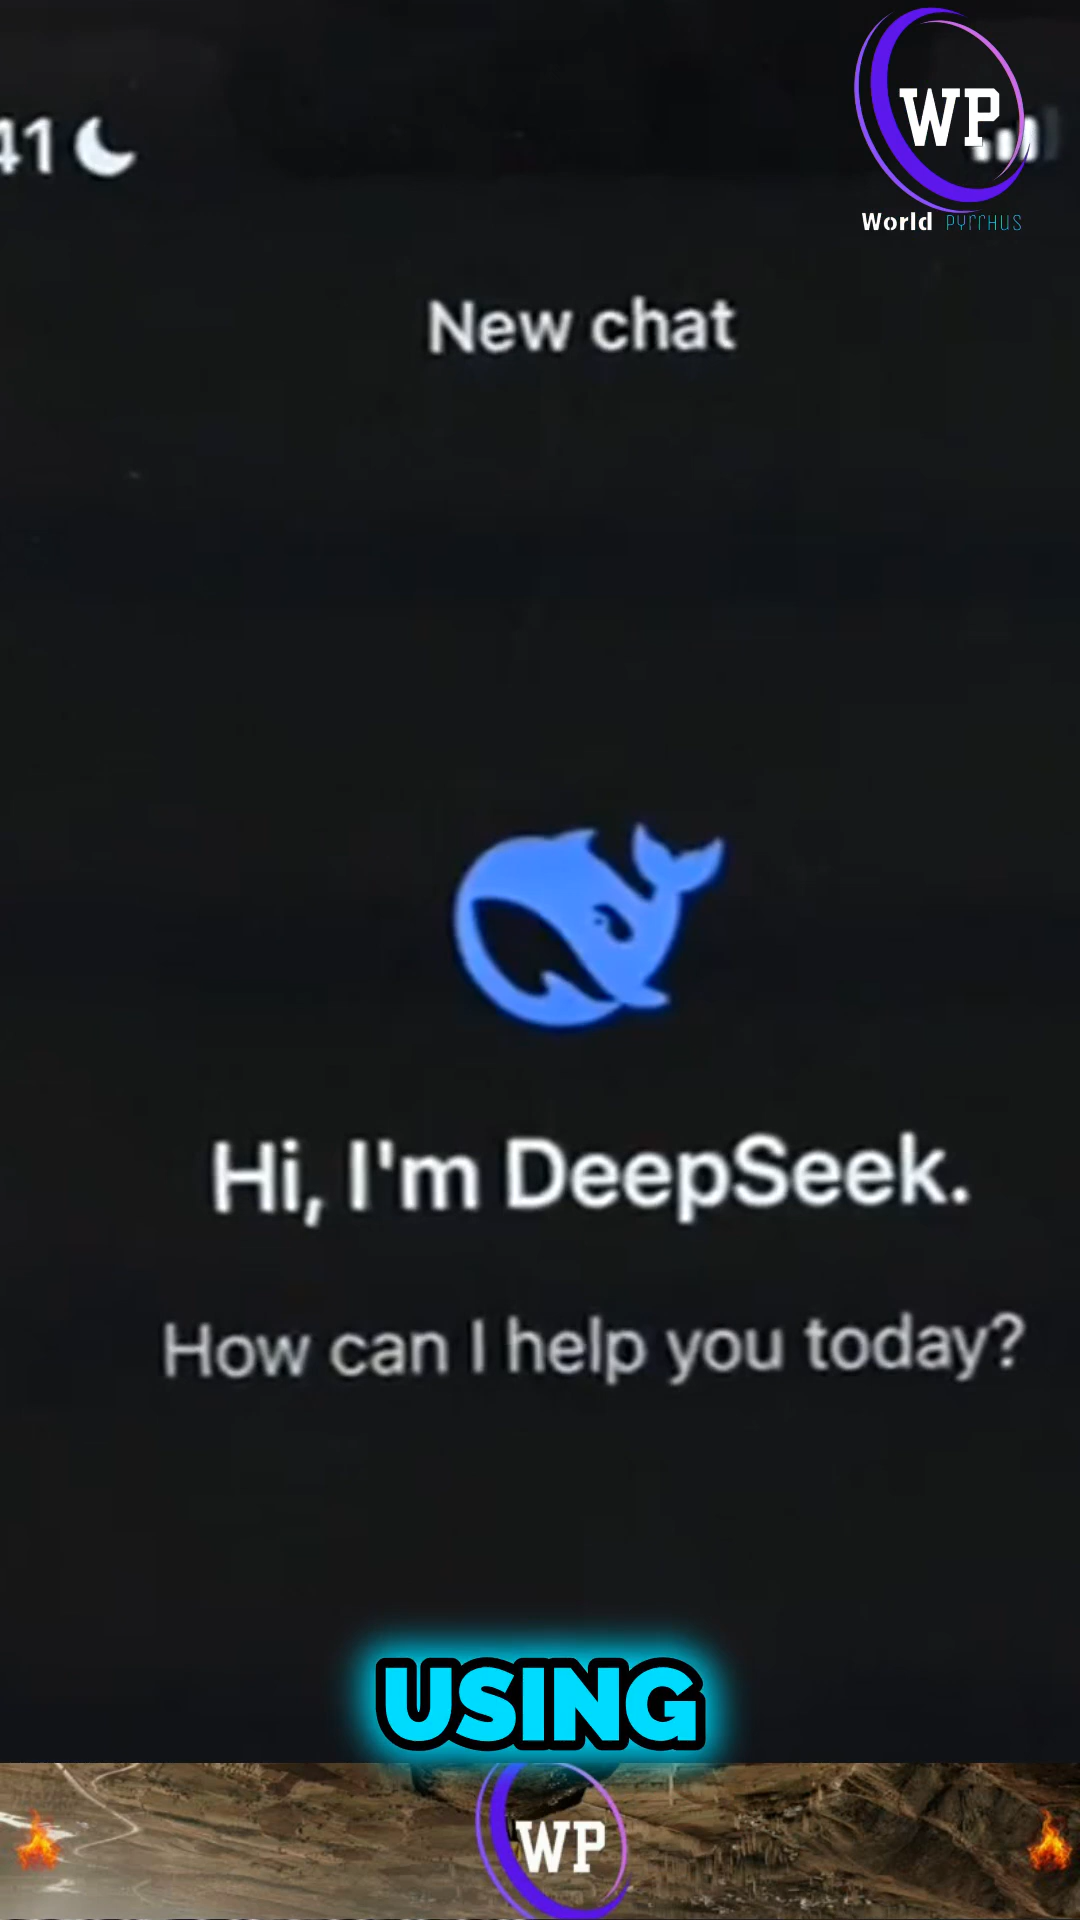 41
WP
World PYRRHUS
New chat
Hi, I'm DeepSeek.
How can I help you today?
USING
WP